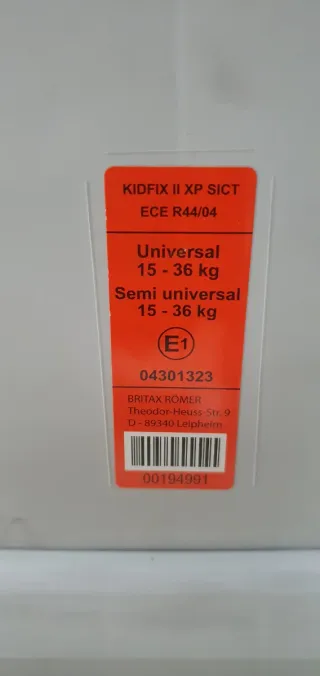 KIDFIX II XP SICT
ECE R44/04
Universal
15 - 36 kg
Semi universal
15 - 36 kg
E1
04301323
BRITAX RÖMER
Theodor-Heuss-Str. 9
D - 89340 Leipheim
00194991